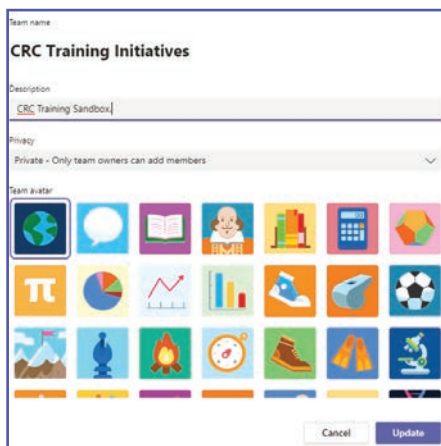 Team name
CRC Training Initiatives
Description
CRC Training Sandbox.
Privacy
Private - Only team owners can add members
Team avatar
π
Cancel
Update